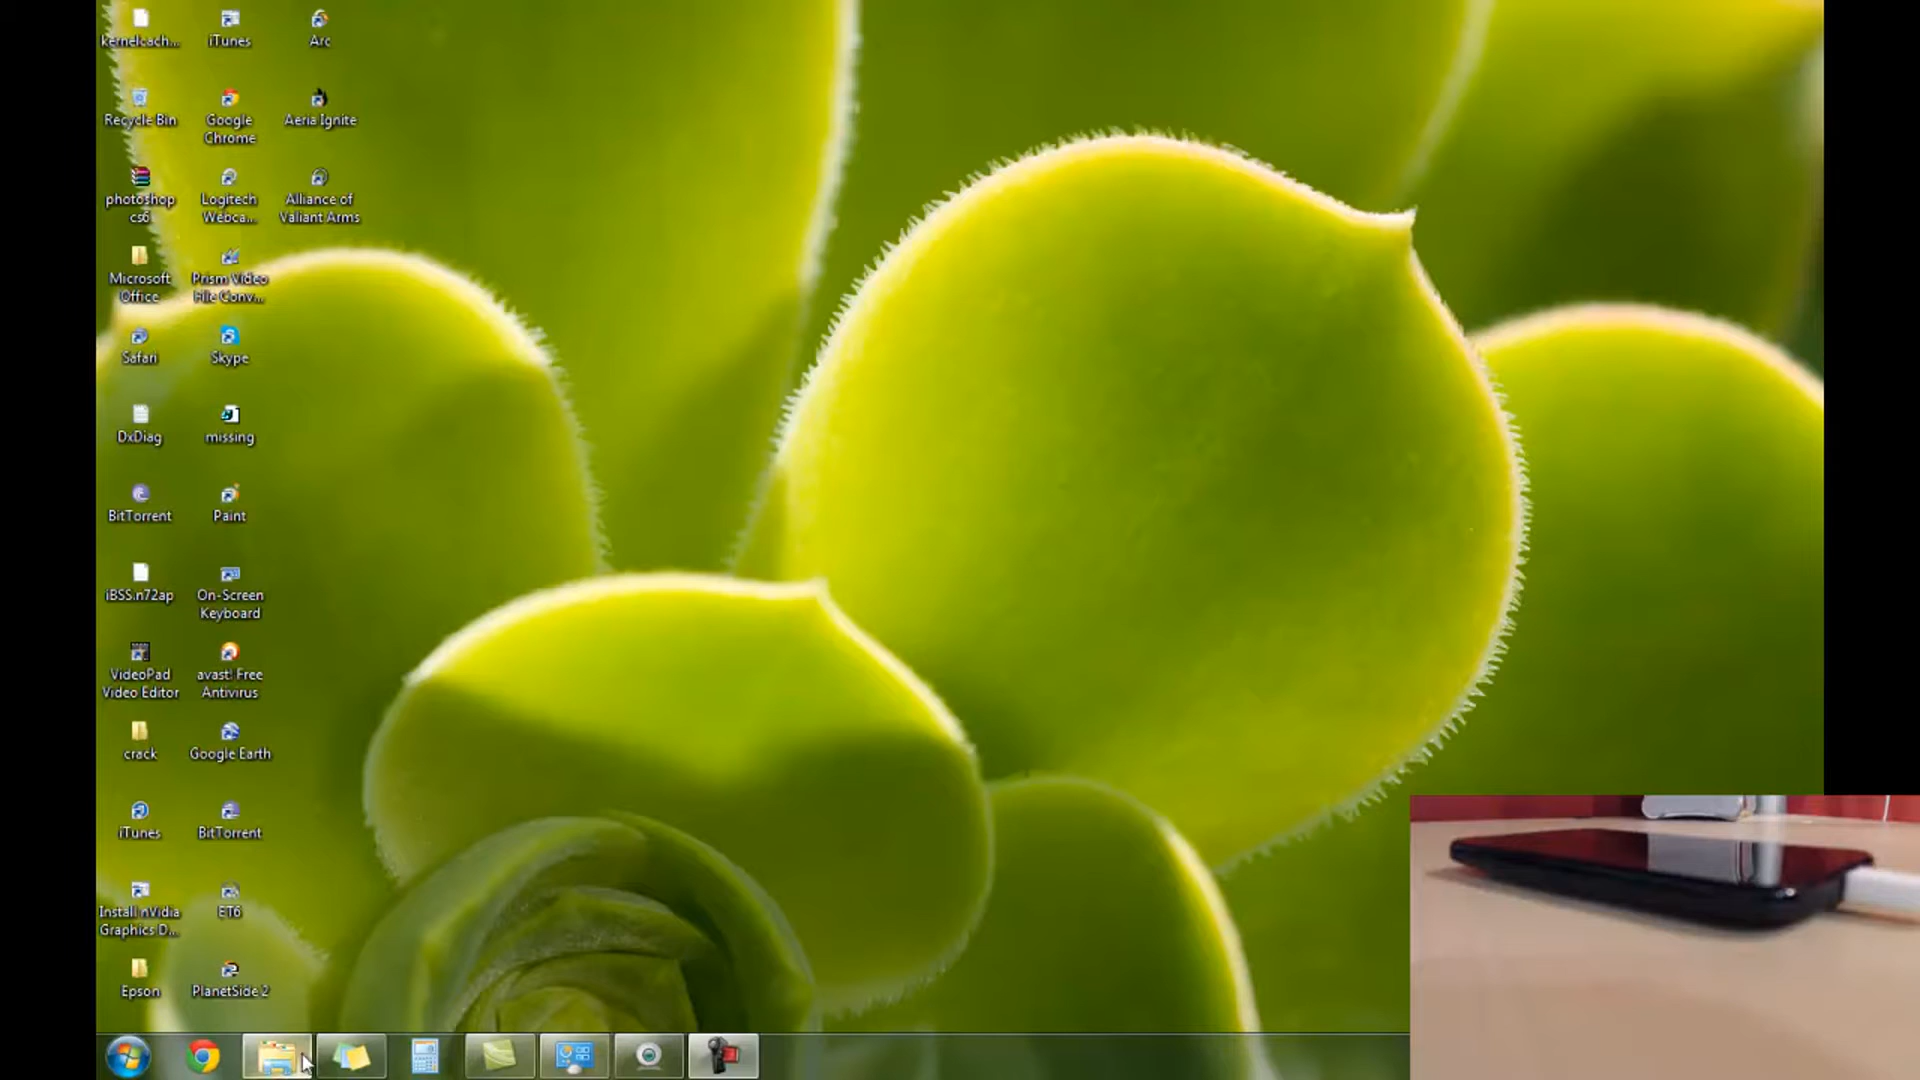 kernelcach...
iTunes
Arc
Recycle Bin
Google
Chrome
Aeria Ignite
photoshop
cs6
Logitech
Webca...
Alliance of
Valiant Arms
Microsoft
Office
Prism Video
File Conv...
Safari
Skype
DxDiag
missing
BitTorrent
Paint
iBSS.n72ap
On-Screen
Keyboard
VideoPad
Video Editor
avast! Free
Antivirus
crack
Google Earth
iTunes
BitTorrent
Install nVidia
Graphics D...
ET6
Epson
PlanetSide 2